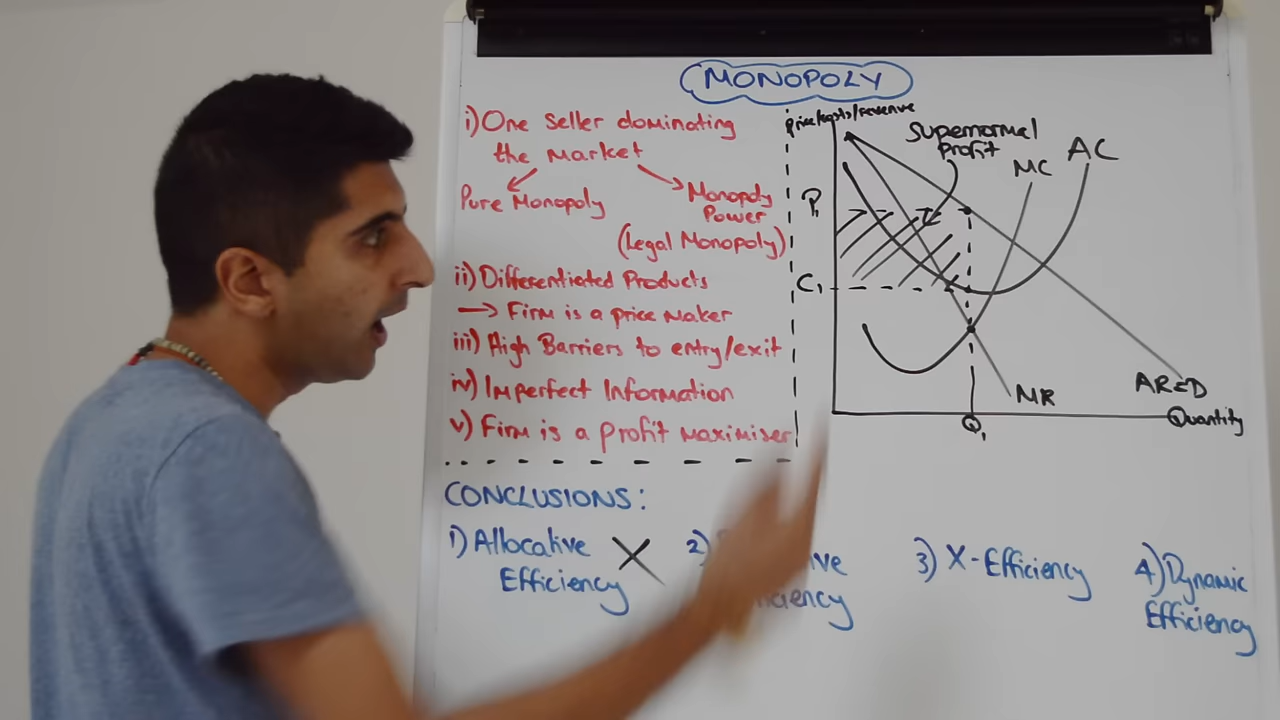 MONOPOLY
i) One seller dominating
the market
Pure Monopoly
Monopoly
Power
(Legal Monopoly)
ii) Differentiated Products
→ Firm is a price maker
iii) High Barriers to entry/exit
iv) Imperfect Information
v) Firm is a profit maximiser
Price/costs/revenue
Supernormal
Profit
MC
AC
P1
C1
MR
AR=D
Q1
Quantity
CONCLUSIONS:
1) Allocative
Efficiency
X
2)
3) X-Efficiency
4) Dynamic
Efficiency